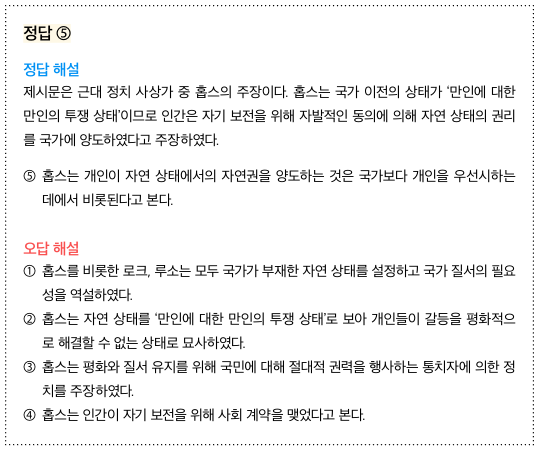 정답 ⑤
정답 해설
제시문은 근대 정치 사상가 중 홉스의 주장이다. 홉스는 국가 이전의 상태가 '만인에 대한
만인의 투쟁 상태'이므로 인간은 자기 보전을 위해 자발적인 동의에 의해 자연 상태의 권리
를 국가에 양도하였다고 주장하였다.
⑤ 홉스는 개인이 자연 상태에서의 자연권을 양도하는 것은 국가보다 개인을 우선시하는
데에서 비롯된다고 본다.
오답 해설
① 홉스를 비롯한 로크, 루소는 모두 국가가 부재한 자연 상태를 설정하고 국가 질서의 필요
성을 역설하였다.
② 홉스는 자연 상태를 '만인에 대한 만인의 투쟁 상태'로 보아 개인들이 갈등을 평화적으
로 해결할 수 없는 상태로 묘사하였다.
③ 홉스는 평화와 질서 유지를 위해 국민에 대해 절대적 권력을 행사하는 통치자에 의한 정
치를 주장하였다.
④ 홉스는 인간이 자기 보전을 위해 사회 계약을 맺었다고 본다.